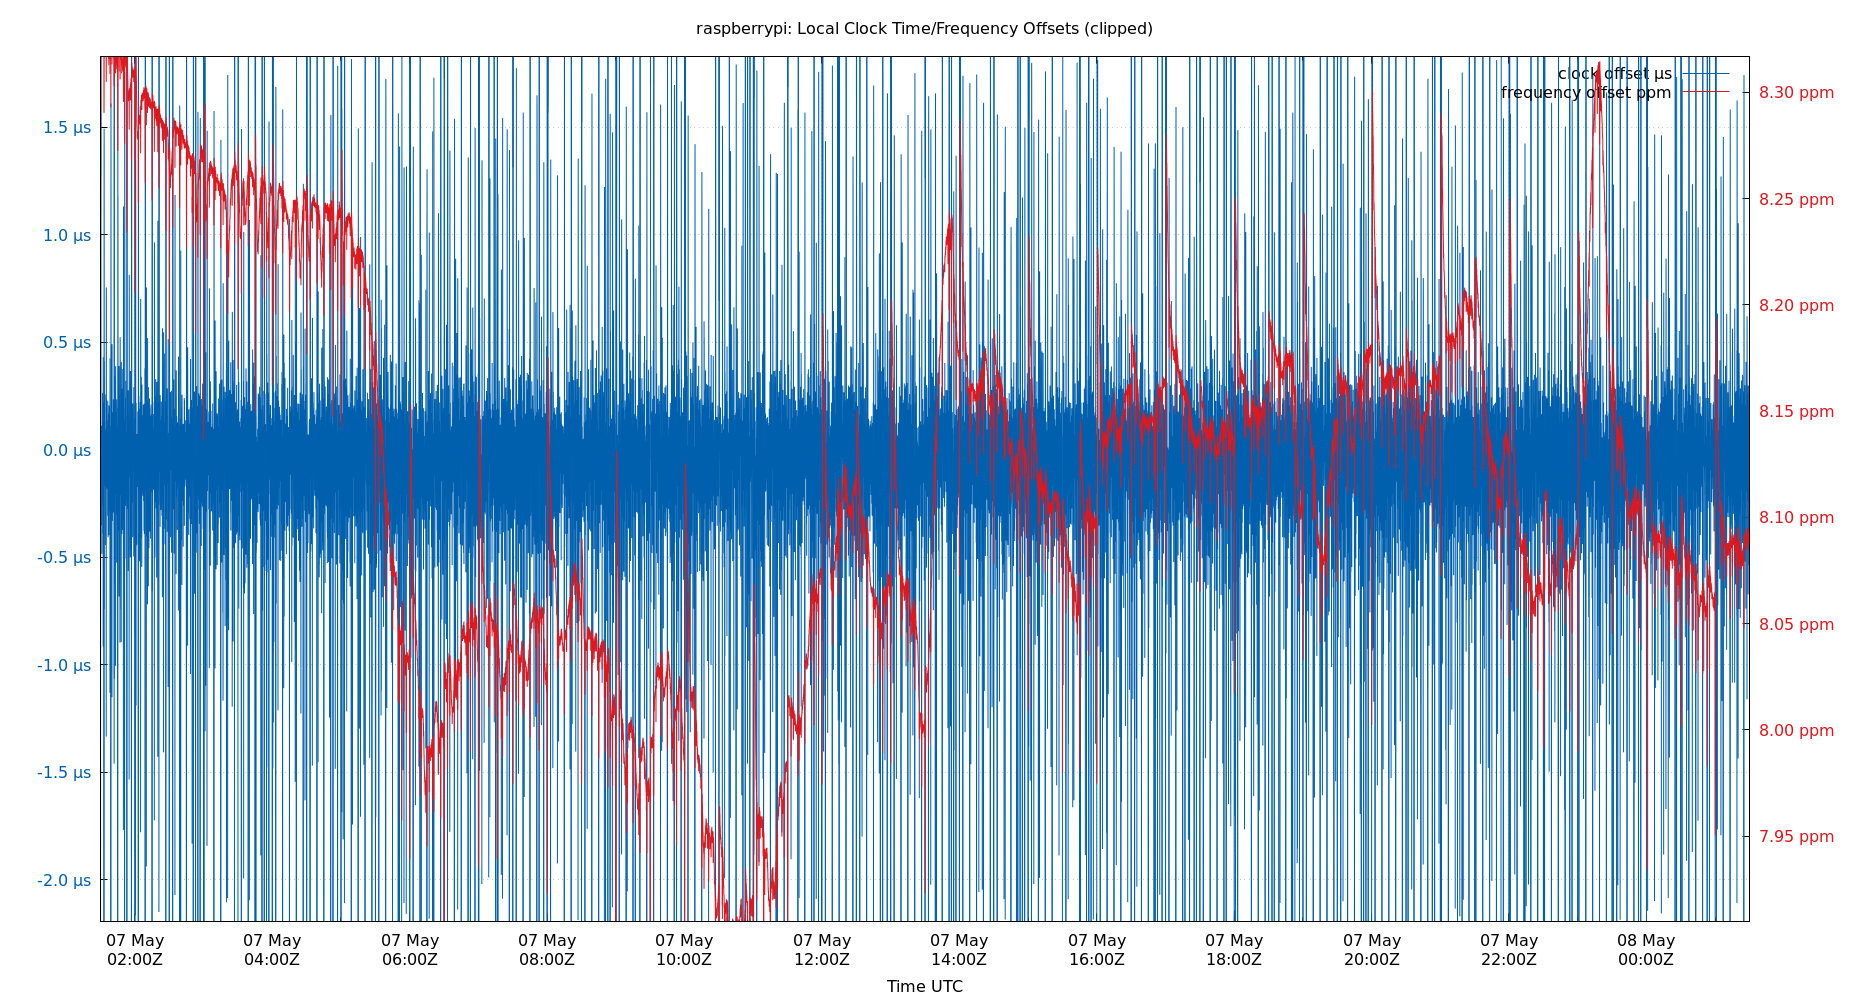 raspberrypi: Local Clock Time/Frequency Offsets (clipped)
clock offset µs
frequency offset ppm
1.5 µs
1.0 µs
0.5 µs
0.0 µs
-0.5 µs
-1.0 µs
-1.5 µs
-2.0 µs
8.30 ppm
8.25 ppm
8.20 ppm
8.15 ppm
8.10 ppm
8.05 ppm
8.00 ppm
7.95 ppm
07 May 07 May 07 May 07 May 07 May 07 May 07 May 07 May 07 May 07 May 07 May 08 May
02:00Z 04:00Z 06:00Z 08:00Z 10:00Z 12:00Z 14:00Z 16:00Z 18:00Z 20:00Z 22:00Z 00:00Z
Time UTC